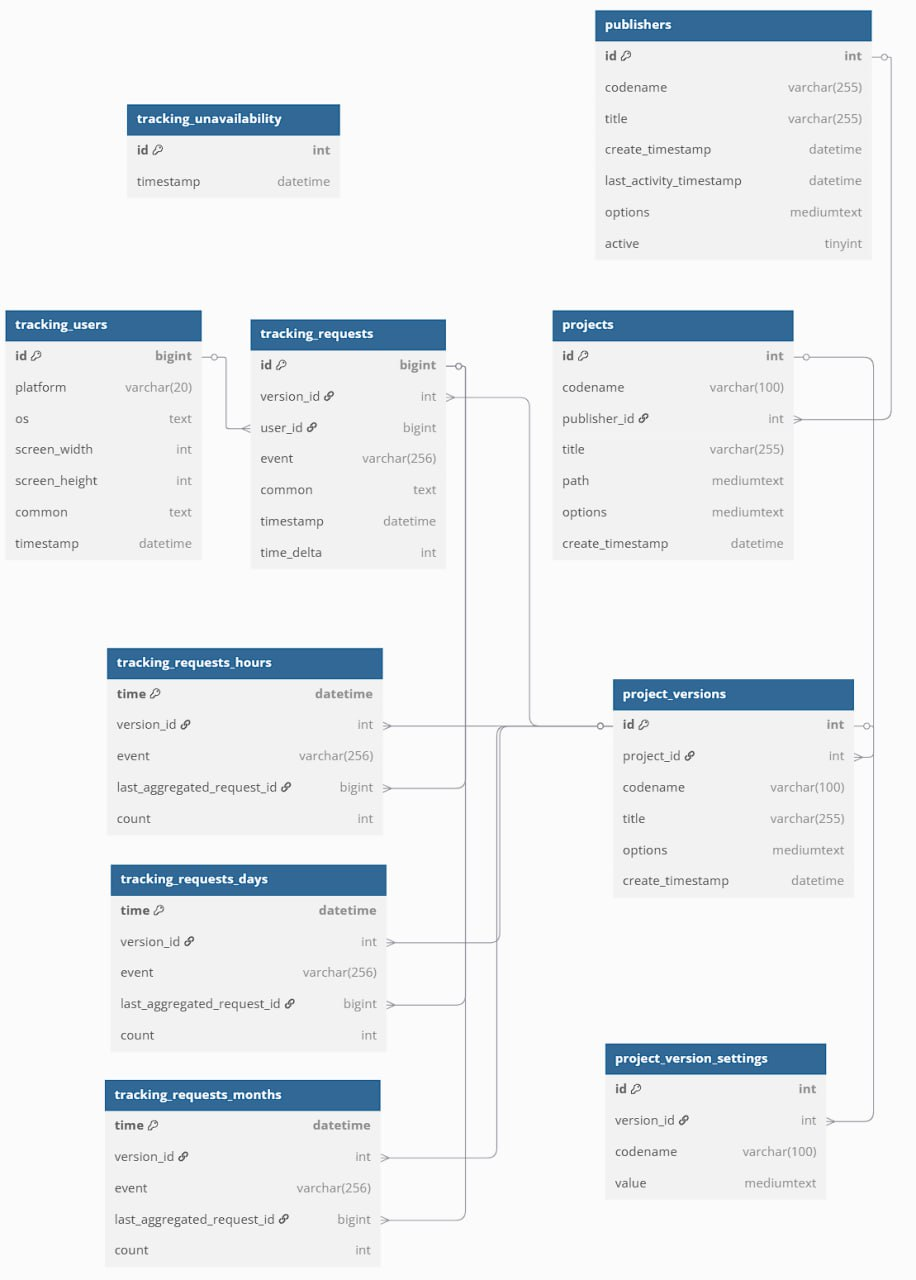 publishers
id int
codename varchar(255)
title varchar(255)
create_timestamp datetime
last_activity_timestamp datetime
options mediumtext
active tinyint
tracking_unavailability
id int
timestamp datetime
tracking_users
id bigint
platform varchar(20)
os text
screen_width int
screen_height int
common text
timestamp datetime
tracking_requests
id bigint
version_id int
user_id bigint
event varchar(256)
common text
timestamp datetime
time_delta int
projects
id int
codename varchar(100)
publisher_id int
title varchar(255)
path mediumtext
options mediumtext
create_timestamp datetime
tracking_requests_hours
time datetime
version_id int
event varchar(256)
last_aggregated_request_id bigint
count int
project_versions
id int
project_id int
codename varchar(100)
title varchar(255)
options mediumtext
create_timestamp datetime
tracking_requests_days
time datetime
version_id int
event varchar(256)
last_aggregated_request_id bigint
count int
project_version_settings
id int
version_id int
codename varchar(100)
value mediumtext
tracking_requests_months
time datetime
version_id int
event varchar(256)
last_aggregated_request_id bigint
count int